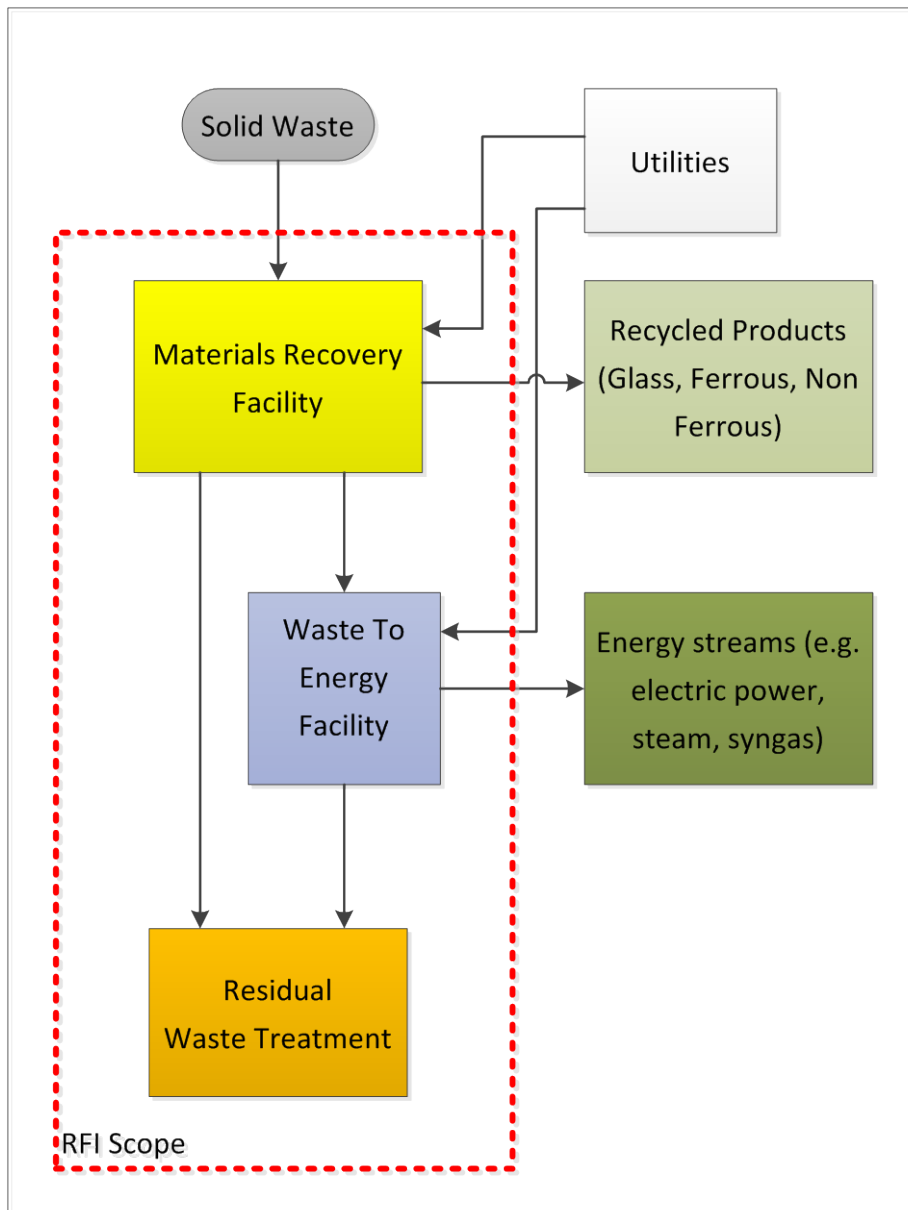 Solid Waste
Utilities
Materials Recovery
Facility
Recycled Products
(Glass, Ferrous, Non
Ferrous)
Waste To
Energy
Facility
Energy streams (e.g.
electric power,
steam, syngas)
Residual
Waste Treatment
RFI Scope